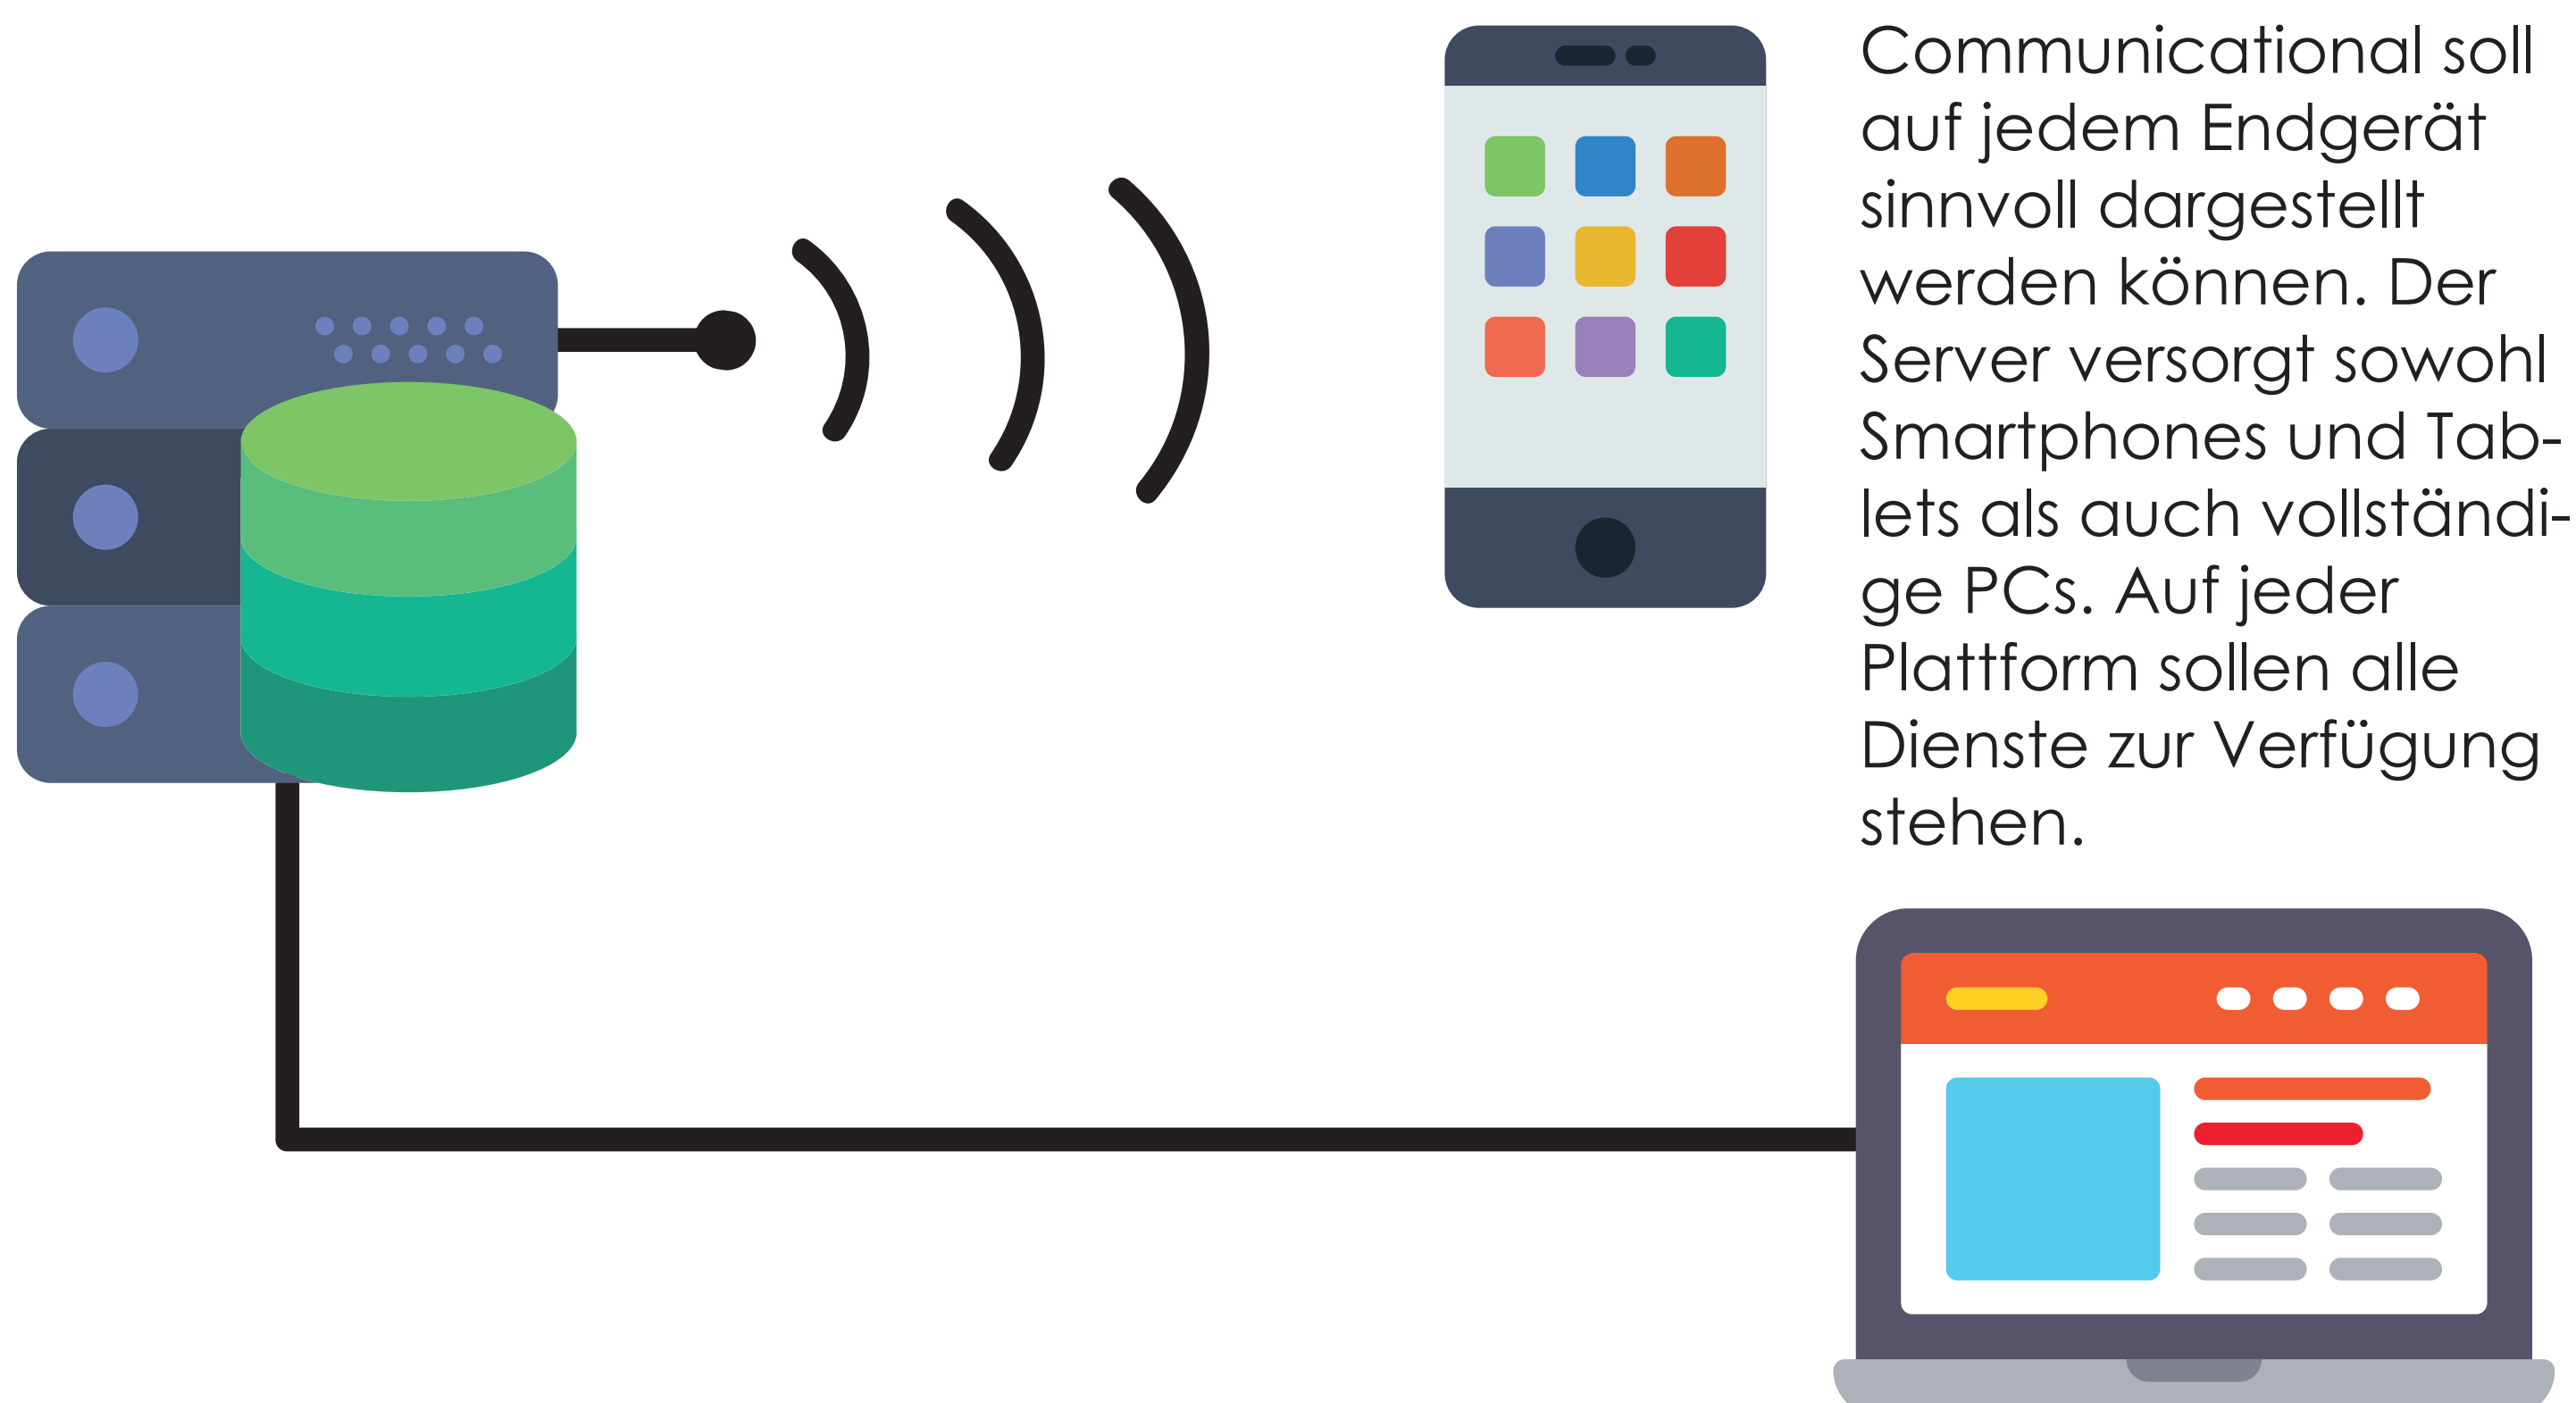 Communicational soll
auf jedem Endgerät
sinnvoll dargestellt
werden können. Der
Server versorgt sowohl
Smartphones und Tab-
lets als auch vollständi-
ge PCs. Auf jeder
Plattform sollen alle
Dienste zur Verfügung
stehen.